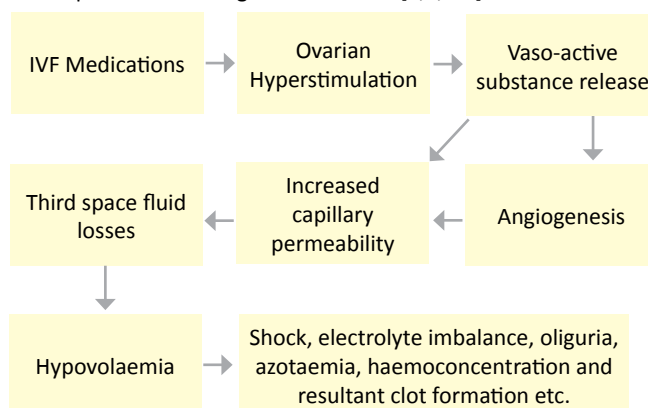 IVF Medications
Ovarian
Hyperstimulation
Vaso-active
substance release
Third space fluid
losses
Increased
capillary
permeability
Angiogenesis
Hypovolaemia
Shock, electrolyte imbalance, oliguria,
azotaemia, haemoconcentration and
resultant clot formation etc.